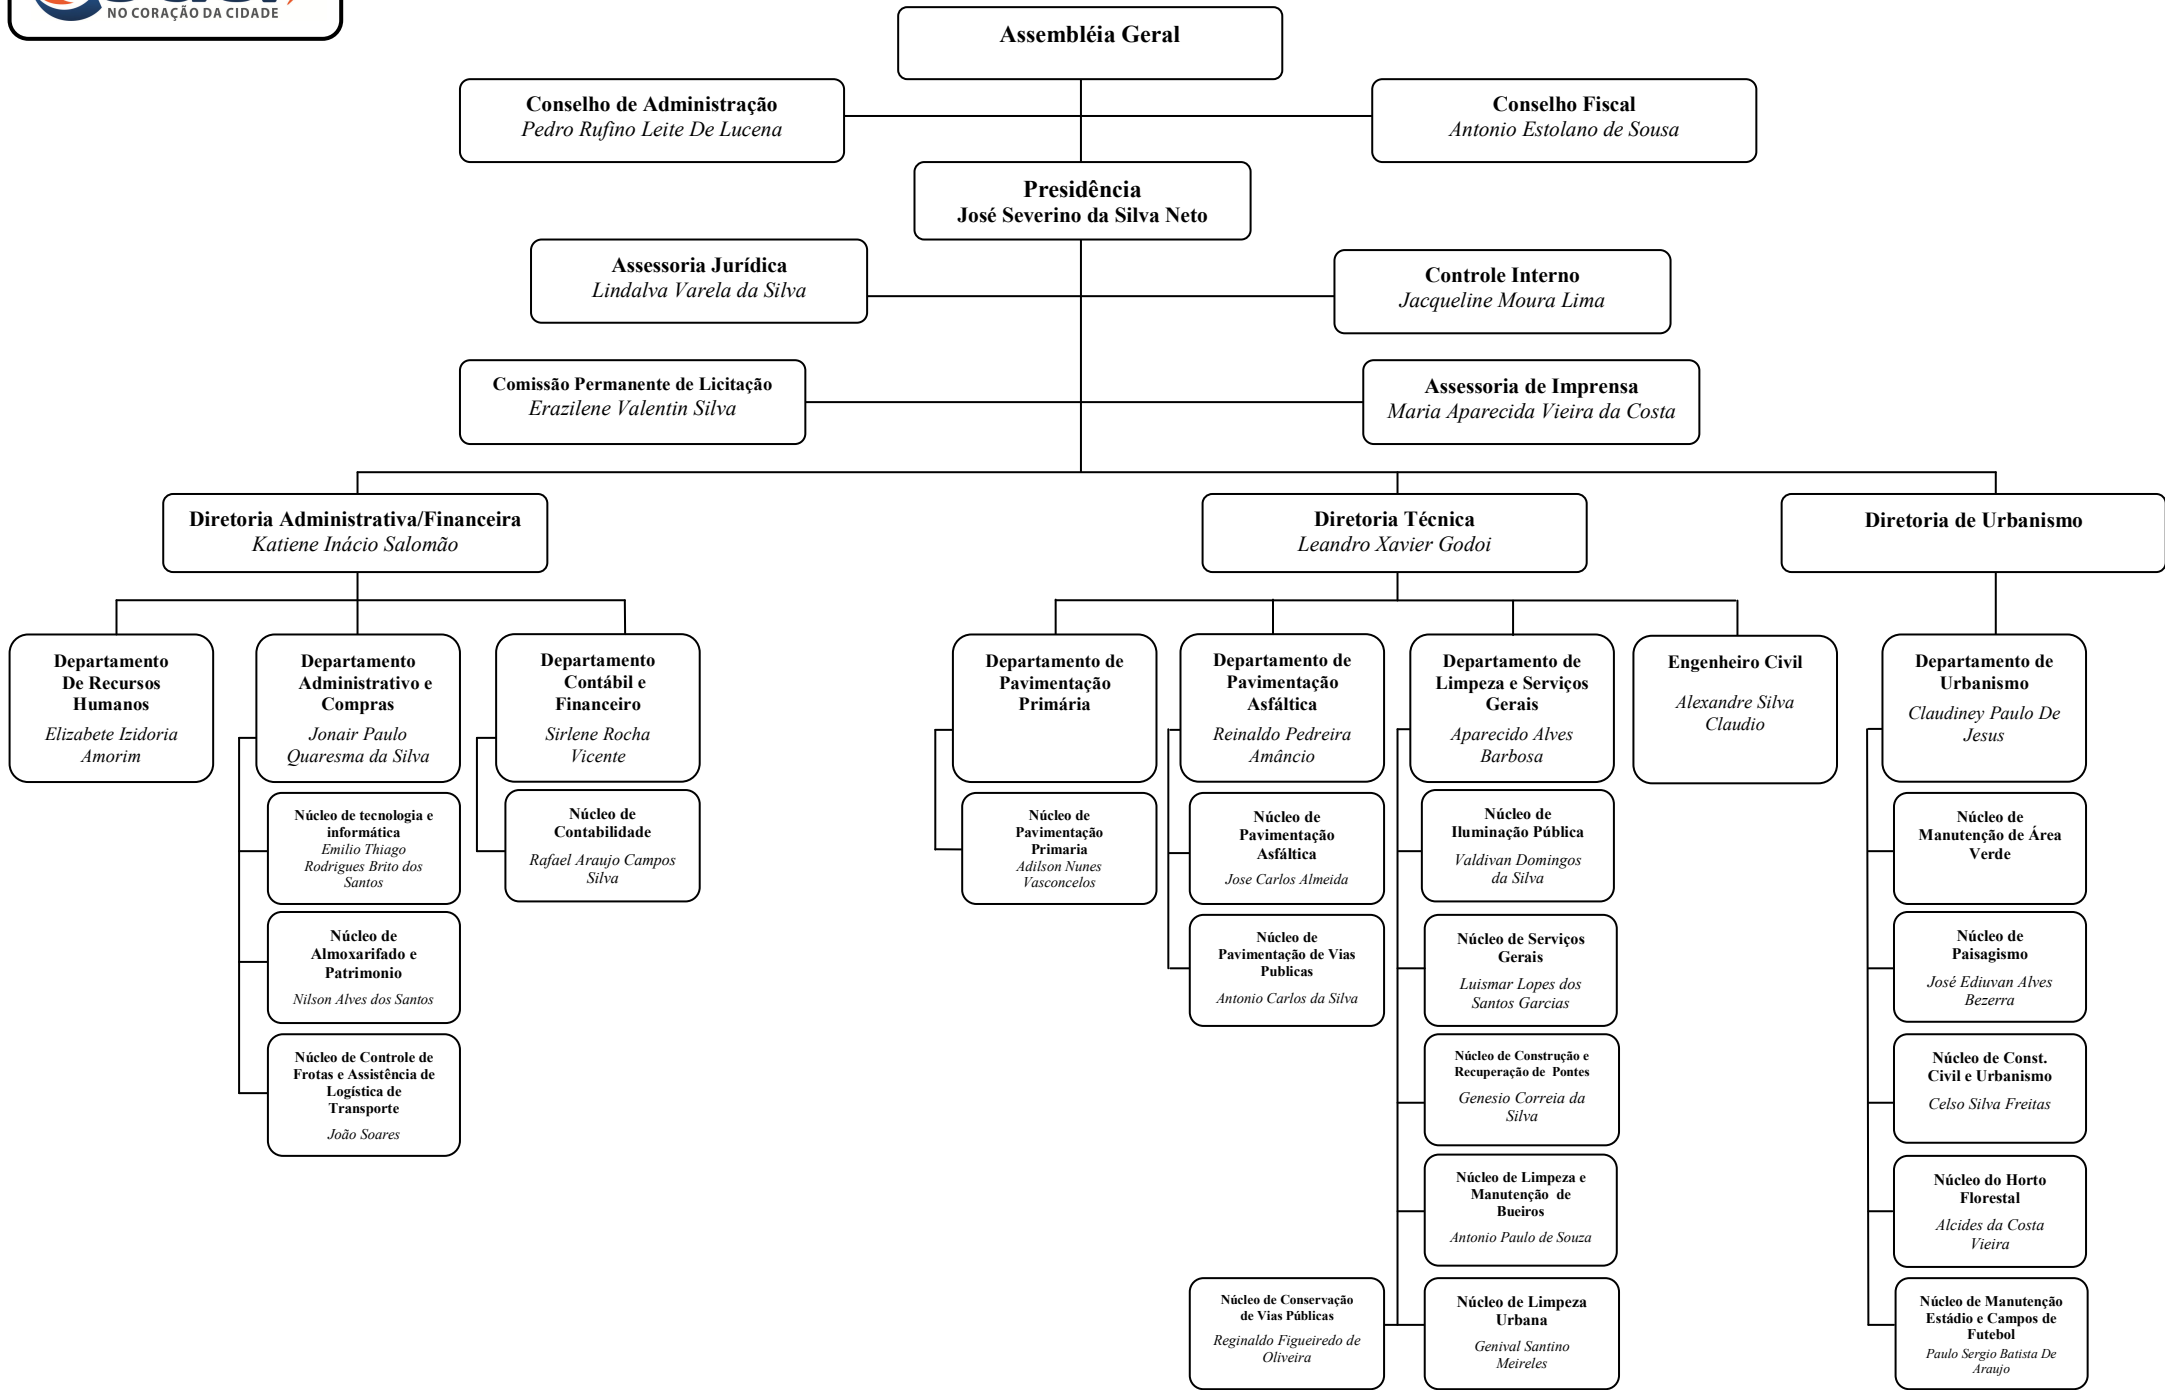 NO CORAÇÃO DA CIDADE
Assembléia Geral
Conselho de Administração
Pedro Rufino Leite De Lucena
Conselho Fiscal
Antonio Estolano de Sousa
Presidência
José Severino da Silva Neto
Assessoria Jurídica
Lindalva Varela da Silva
Controle Interno
Jacqueline Moura Lima
Comissão Permanente de Licitação
Erazilene Valentin Silva
Assessoria de Imprensa
Maria Aparecida Vieira da Costa
Diretoria Administrativa/Financeira
Katiene Inácio Salomão
Diretoria Técnica
Leandro Xavier Godoi
Diretoria de Urbanismo
Departamento
De Recursos
Humanos
Elizabete Izidoria
Amorim
Departamento
Administrativo e
Compras
Jonair Paulo
Quaresma da Silva
Departamento
Contábil e
Financeiro
Sirlene Rocha
Vicente
Departamento de
Pavimentação
Primária
Departamento de
Pavimentação
Asfáltica
Reinaldo Pedreira
Amâncio
Departamento de
Limpeza e Serviços
Gerais
Aparecido Alves
Barbosa
Engenheiro Civil
Alexandre Silva
Claudio
Departamento de
Urbanismo
Claudiney Paulo De
Jesus
Núcleo de tecnologia e
informática
Emilio Thiago
Rodrigues Brito dos
Santos
Núcleo de
Contabilidade
Rafael Araujo Campos
Silva
Núcleo de
Pavimentação
Primaria
Adilson Nunes
Vasconcelos
Núcleo de
Pavimentação
Asfáltica
Jose Carlos Almeida
Núcleo de
Iluminação Pública
Valdivan Domingos
da Silva
Núcleo de
Manutenção de Área
Verde
Núcleo de
Almoxarifado e
Patrimonio
Nilson Alves dos Santos
Núcleo de
Pavimentação de Vias
Publicas
Antonio Carlos da Silva
Núcleo de Serviços
Gerais
Luismar Lopes dos
Santos Garcias
Núcleo de
Paisagismo
José Ediuvan Alves
Bezerra
Núcleo de Controle de
Frotas e Assistência de
Logística de
Transporte
João Soares
Núcleo de Construção e
Recuperação de Pontes
Genesio Correia da
Silva
Núcleo de Const.
Civil e Urbanismo
Celso Silva Freitas
Núcleo de Limpeza e
Manutenção de
Bueiros
Antonio Paulo de Souza
Núcleo do Horto
Florestal
Alcides da Costa
Vieira
Núcleo de Conservação
de Vias Públicas
Reginaldo Figueiredo de
Oliveira
Núcleo de Limpeza
Urbana
Genival Santino
Meireles
Núcleo de Manutenção
Estádio e Campos de
Futebol
Paulo Sergio Batista De
Araujo